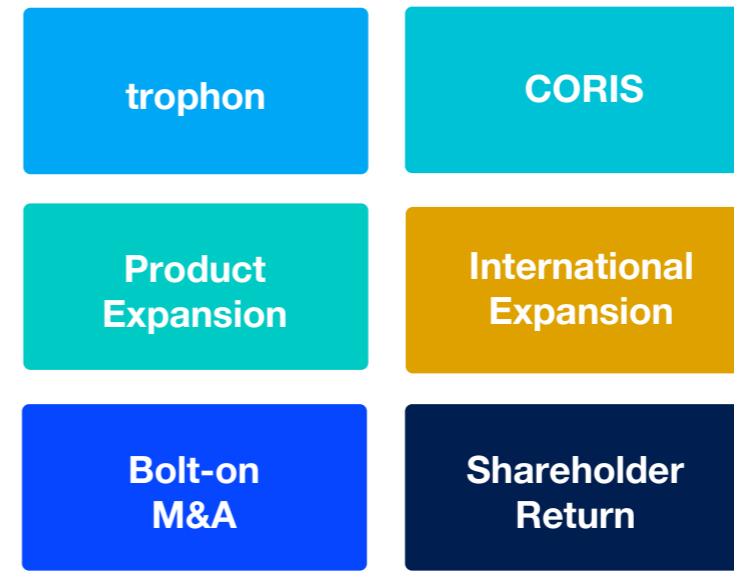 trophon
CORIS
Product
Expansion
International
Expansion
Bolt-on
M&A
Shareholder
Return